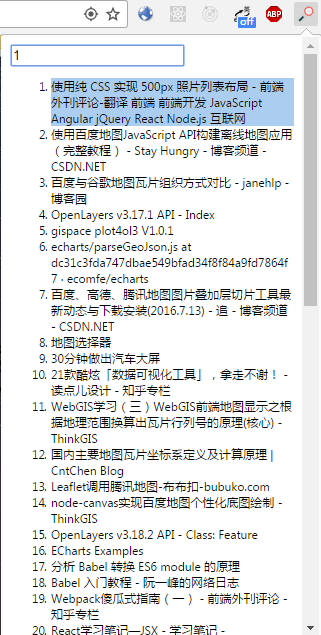 off
ABP
1
1. 使用纯 CSS 实现 500px 照片列表布局 - 前端
外刊评论-翻译 前端 前端开发 JavaScript
Angular jQuery React Node.js 互联网
2. 使用百度地图JavaScript API构建离线地图应用
（完整教程） - Stay Hungry - 博客频道 -
CSDN.NET
3. 百度与谷歌地图瓦片组织方式对比 - janehlp -
博客园
4. OpenLayers v3.17.1 API - Index
5. gispace plot4ol3 V1.0.1
6. echarts/parseGeoJson.js at
dc31c3fda747dbae549bfad34f8f84a9fd7864f
7 · ecomfe/echarts
7. 百度、高德、腾讯地图图片叠加层切片工具最
新动态与下载安装(2016.7.13) - 追 - 博客频道
- CSDN.NET
8. 地图选择器
9. 30分钟做出汽车大屏
10. 21款酷炫「数据可视化工具」，拿走不谢！ -
读点儿设计 - 知乎专栏
11. WebGIS学习（三）WebGIS前端地图显示之根
据地理范围换算出瓦片行列号的原理(核心) -
ThinkGIS
12. 国内主要地图瓦片坐标系定义及计算原理 |
CntChen Blog
13. Leaflet调用腾讯地图-布布扣-bubuko.com
14. node-canvas实现百度地图个性化底图绘制 -
ThinkGIS
15. OpenLayers v3.18.2 API - Class: Feature
16. ECharts Examples
17. 分析 Babel 转换 ES6 module 的原理
18. Babel 入门教程 - 阮一峰的网络日志
19. Webpack傻瓜式指南（一） - 前端外刊评论 -
知乎专栏
20. React学习笔记—JSX - 学习笔记 -